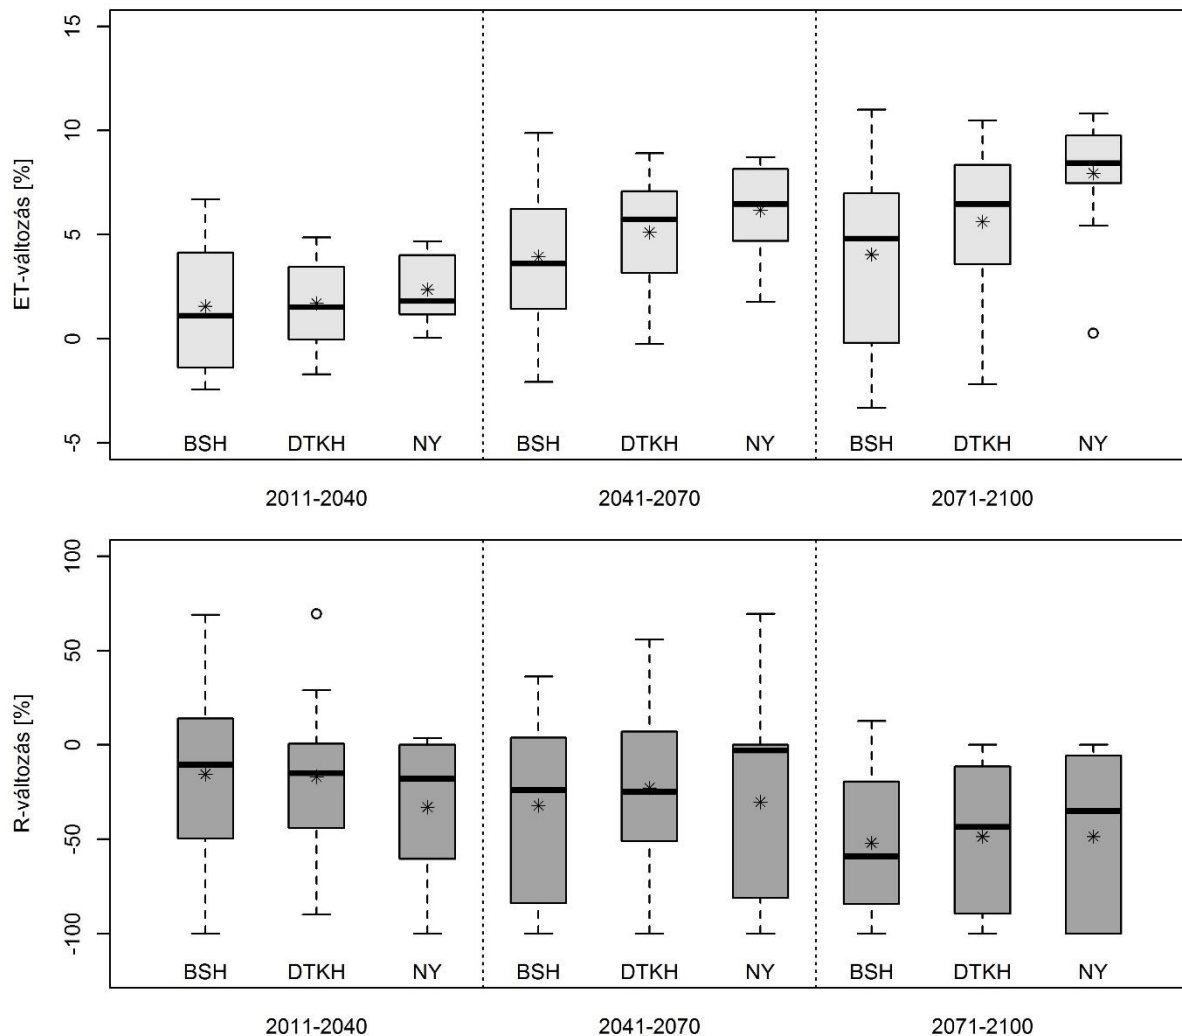 ET-változás [%]
15
10
5
0
-5
BSH DTKH NY BSH DTKH NY BSH DTKH NY
2011-2040 2041-2070 2071-2100
R-változás [%]
100
50
0
-50
-100
BSH DTKH NY BSH DTKH NY BSH DTKH NY
2011-2040 2041-2070 2071-2100